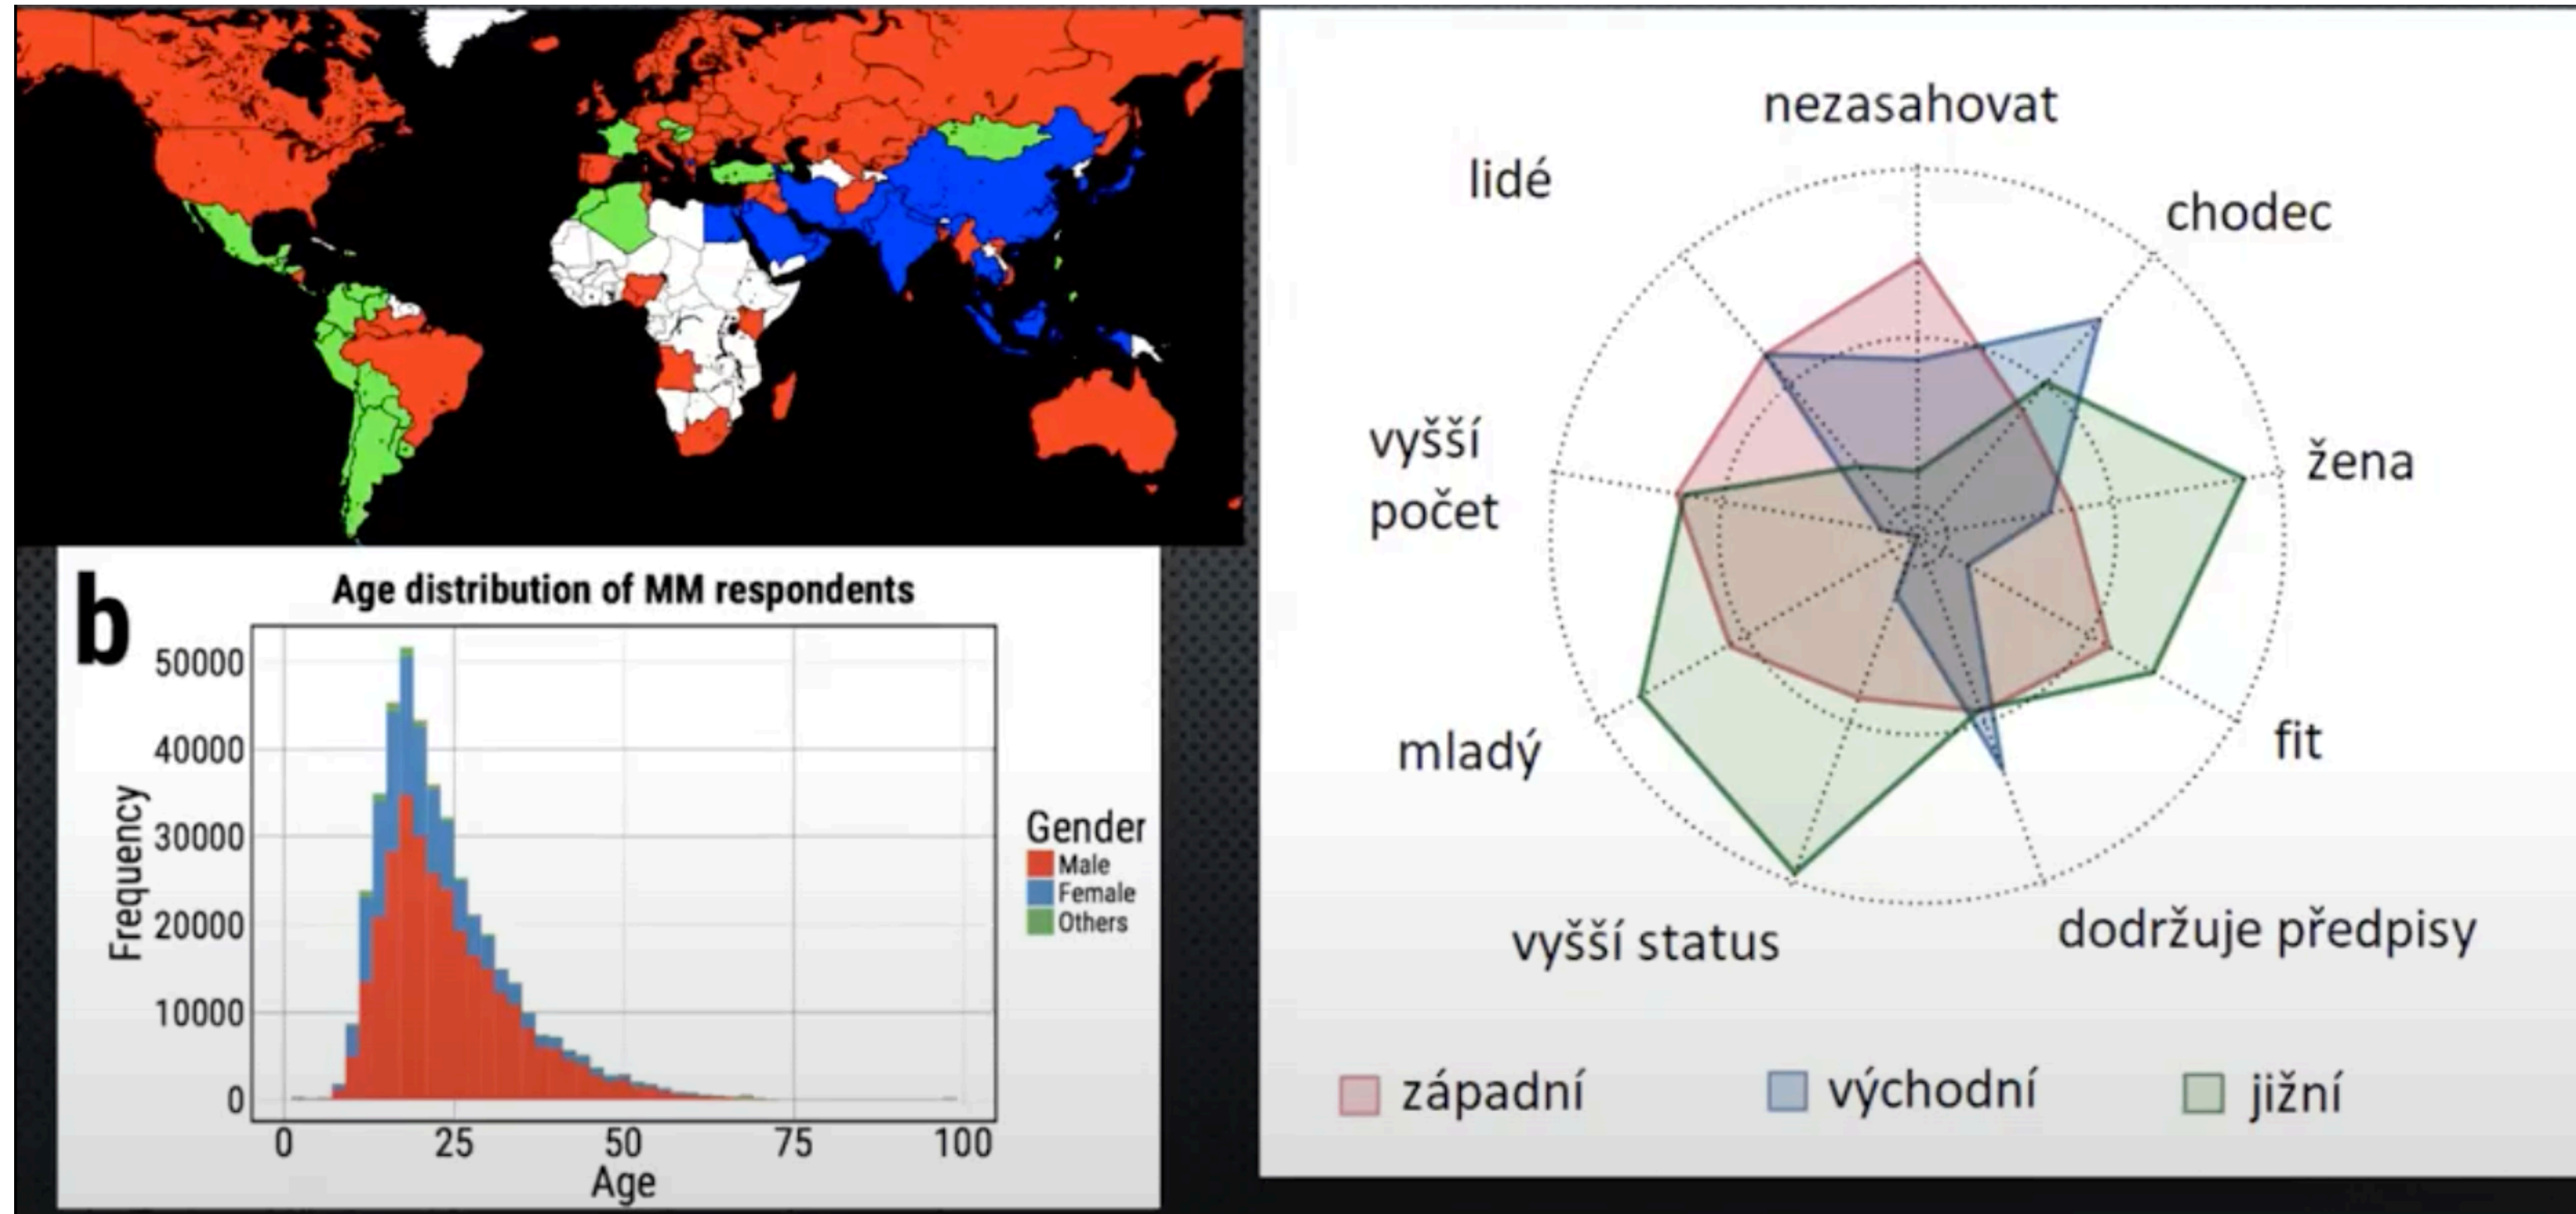 b
Age distribution of MM respondents
50000
40000
30000
20000
10000
0
Frequency
0 25 50 75 100
Age
Gender
Male
Female
Others
nezasahovat
lidé
chodec
vyšší
počet
žena
mladý
fit
vyšší status
dodržuje předpisy
západní
východní
jižní